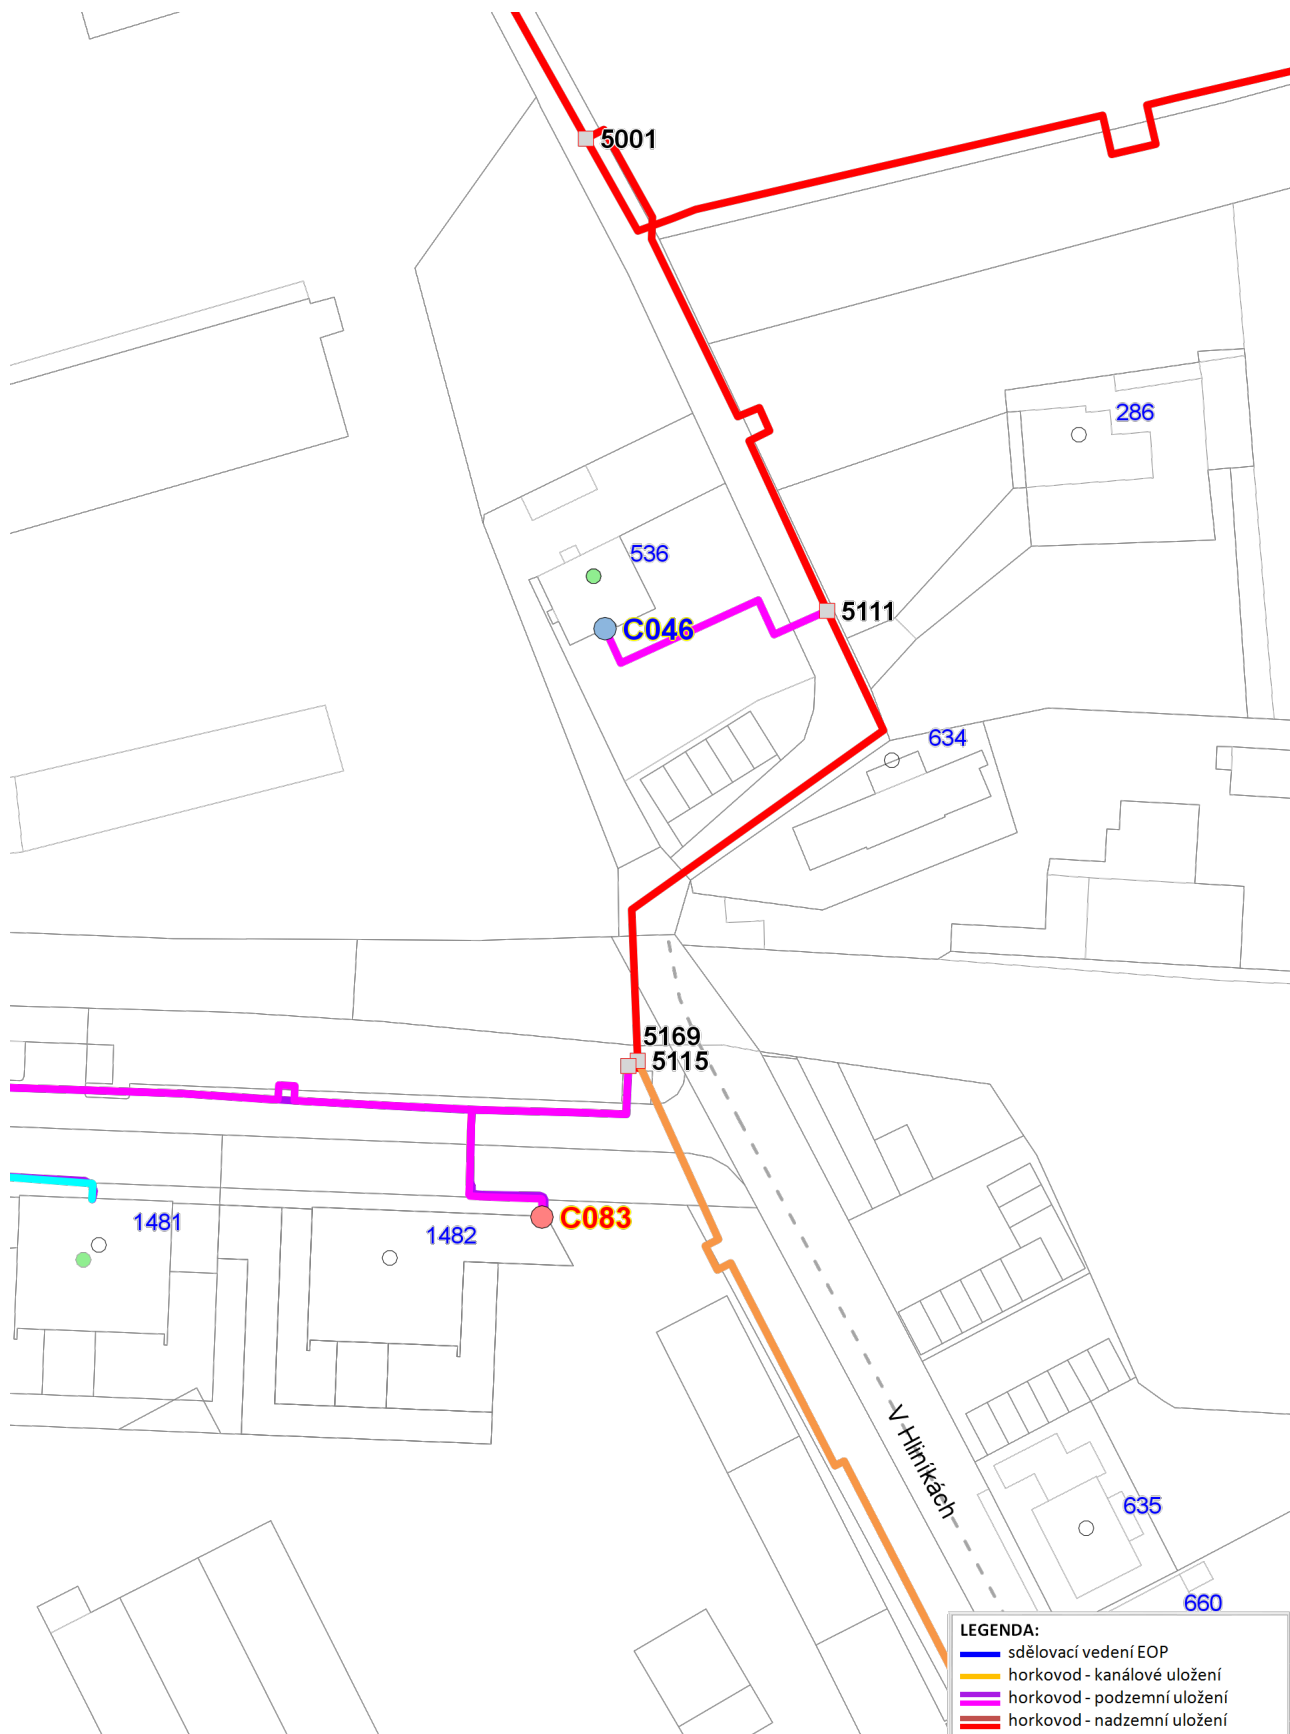 5001
286
536
5111
C046
634
5169
5115
1481
1482
C083
V Hliníkách
635
660
LEGENDA:
sdělovací vedení EOP
horkovod - kanálové uložení
horkovod - podzemní uložení
horkovod - nadzemní uložení